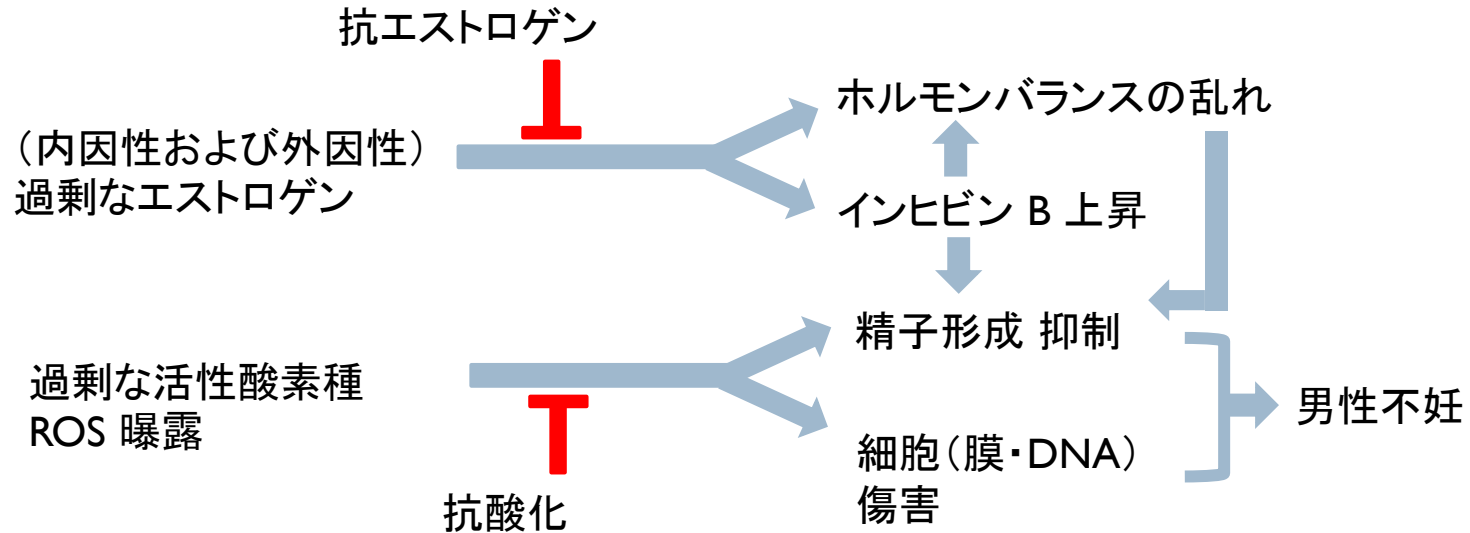 抗エストロゲン
(内因性および外因性)
過剰なエストロゲン
ホルモンバランスの乱れ
インヒビン B 上昇
精子形成 抑制
過剰な活性酸素種
ROS 曝露
細胞(膜・DNA)
傷害
男性不妊
抗酸化